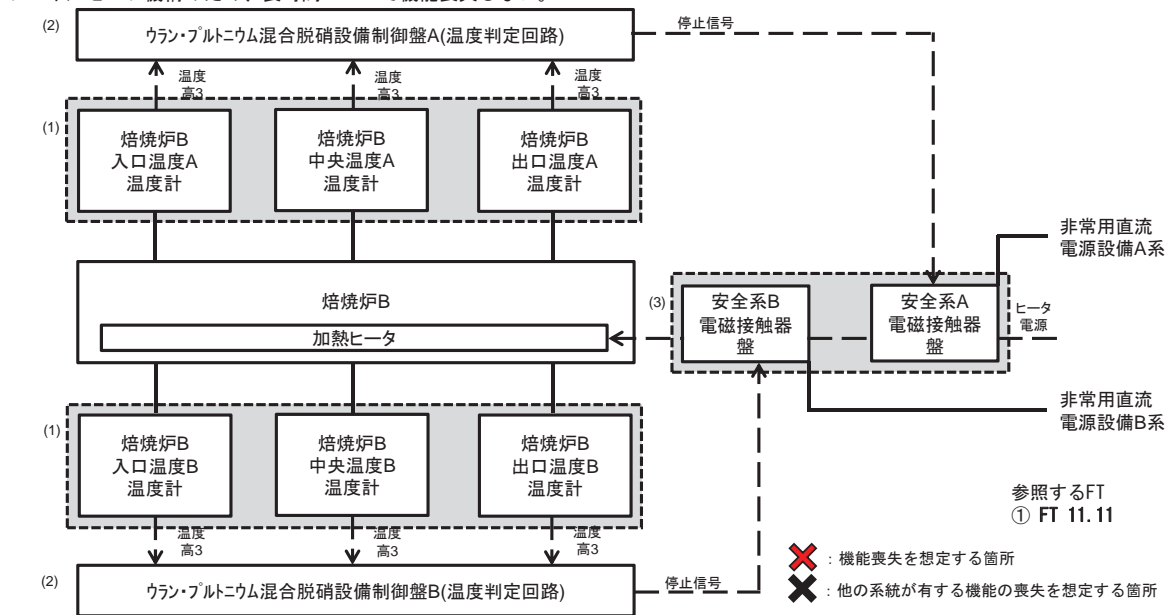 (2)
ウラン・プルトニウム混合脱硝設備制御盤A(温度判定回路)
停止信号
温度
高3
温度
高3
温度
高3
(1)
焙焼炉B
入口温度A
温度計
焙焼炉B
中央温度A
温度計
焙焼炉B
出口温度A
温度計
非常用直流
電源設備A系
焙焼炉B
加熱ヒータ
(3)
安全系B
電磁接触器
盤
安全系A
電磁接触器
盤
ヒータ
電源
非常用直流
電源設備B系
(1)
焙焼炉B
入口温度B
温度計
焙焼炉B
中央温度B
温度計
焙焼炉B
出口温度B
温度計
温度
高3
温度
高3
温度
高3
(2)
ウラン・プルトニウム混合脱硝設備制御盤B(温度判定回路)
停止信号
参照するFT
① FT 11.11
：機能喪失を想定する箇所
：他の系統が有する機能の喪失を想定する箇所